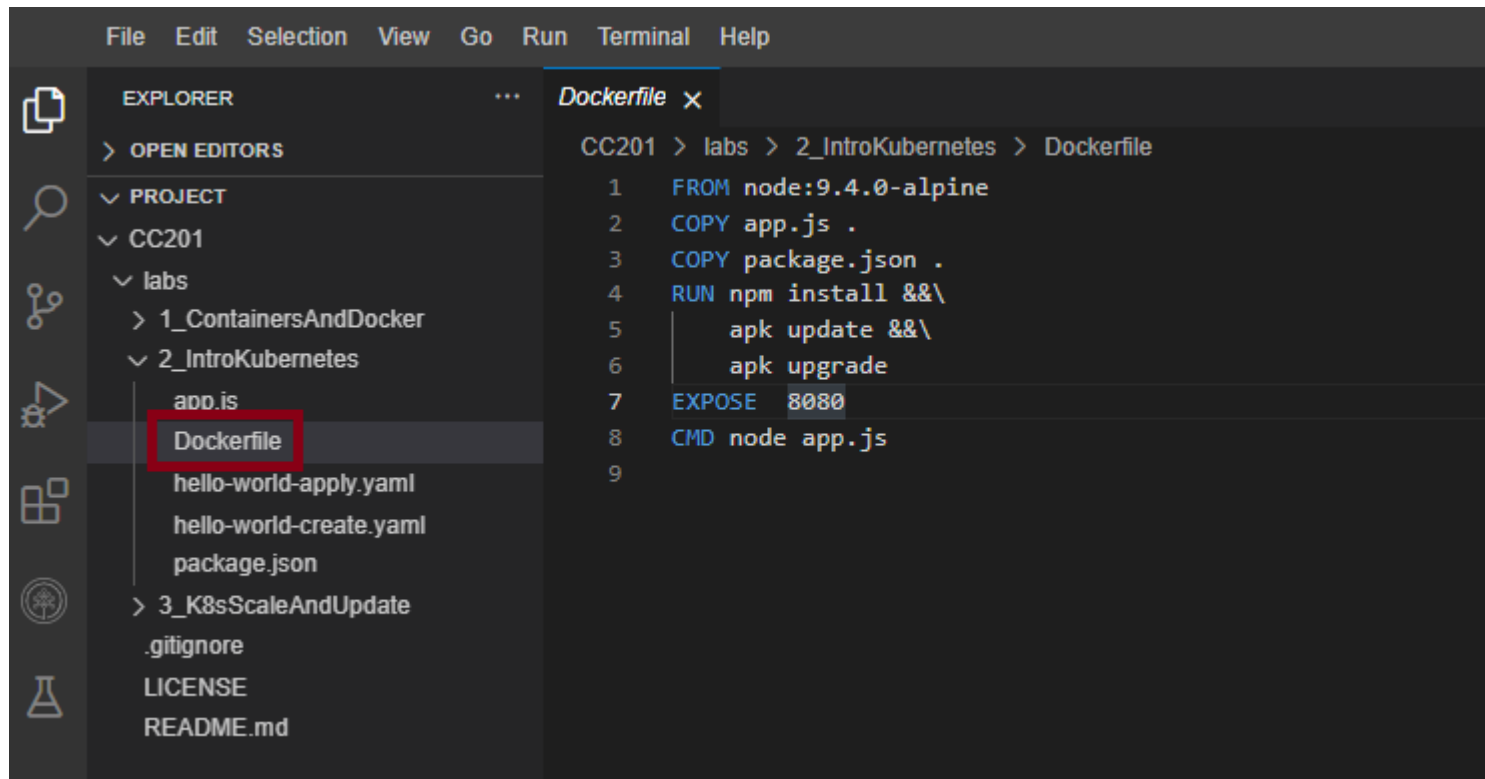 File Edit Selection View Go Run Terminal Help
EXPLORER ...
> OPEN EDITORS
PROJECT
CC201
labs
> 1_ContainersAndDocker
2_IntroKubernetes
app.js
Dockerfile
hello-world-apply.yaml
hello-world-create.yaml
package.json
> 3_K8sScaleAndUpdate
.gitignore
LICENSE
README.md
Dockerfile ×
CC201 > labs > 2_IntroKubernetes > Dockerfile
1 FROM node:9.4.0-alpine
2 COPY app.js .
3 COPY package.json .
4 RUN npm install &&\
5 apk update &&\
6 apk upgrade
7 EXPOSE  8080
8 CMD node app.js
9